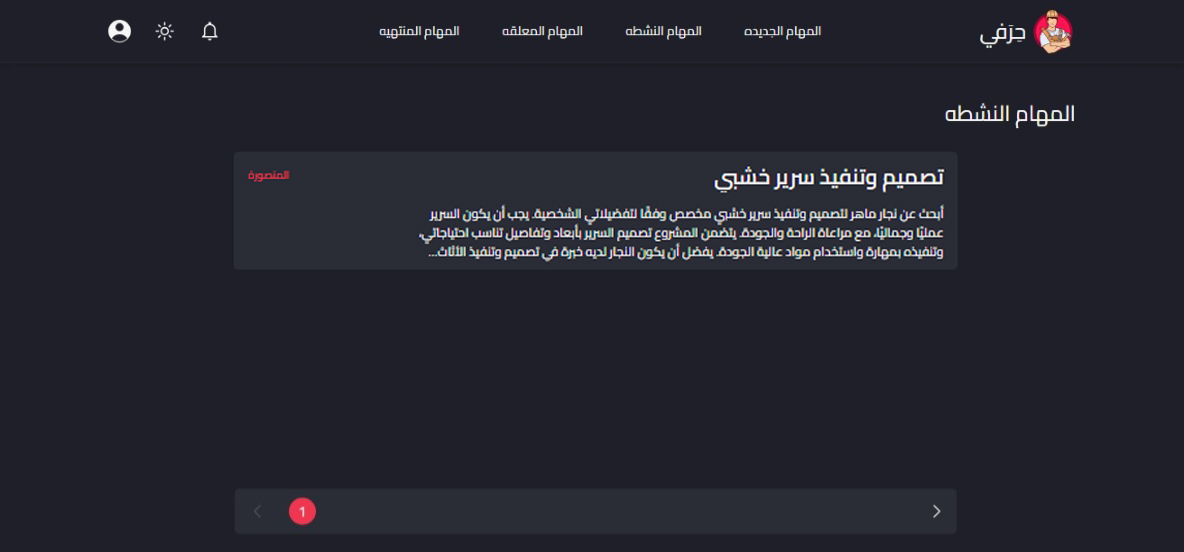 حِرَفي
المهام الجديده
المهام النشطه
المهام المعلقه
المهام المنتهيه
المهام النشطه
تصميم وتنفيذ سرير خشبي
المنصورة
أبحث عن نجار ماهر لتصميم وتنفيذ سرير خشبي مخصص وفقًا لتفضيلاتي الشخصية. يجب أن يكون السرير
عمليًا وجماليًا، مع مراعاة الراحة والجودة. يتضمن المشروع تصميم السرير بأبعاد وتفاصيل تناسب احتياجاتي،
وتنفيذه بمهارة واستخدام مواد عالية الجودة. يفضل أن يكون النجار لديه خبرة في تصميم وتنفيذ الأثاث...
1